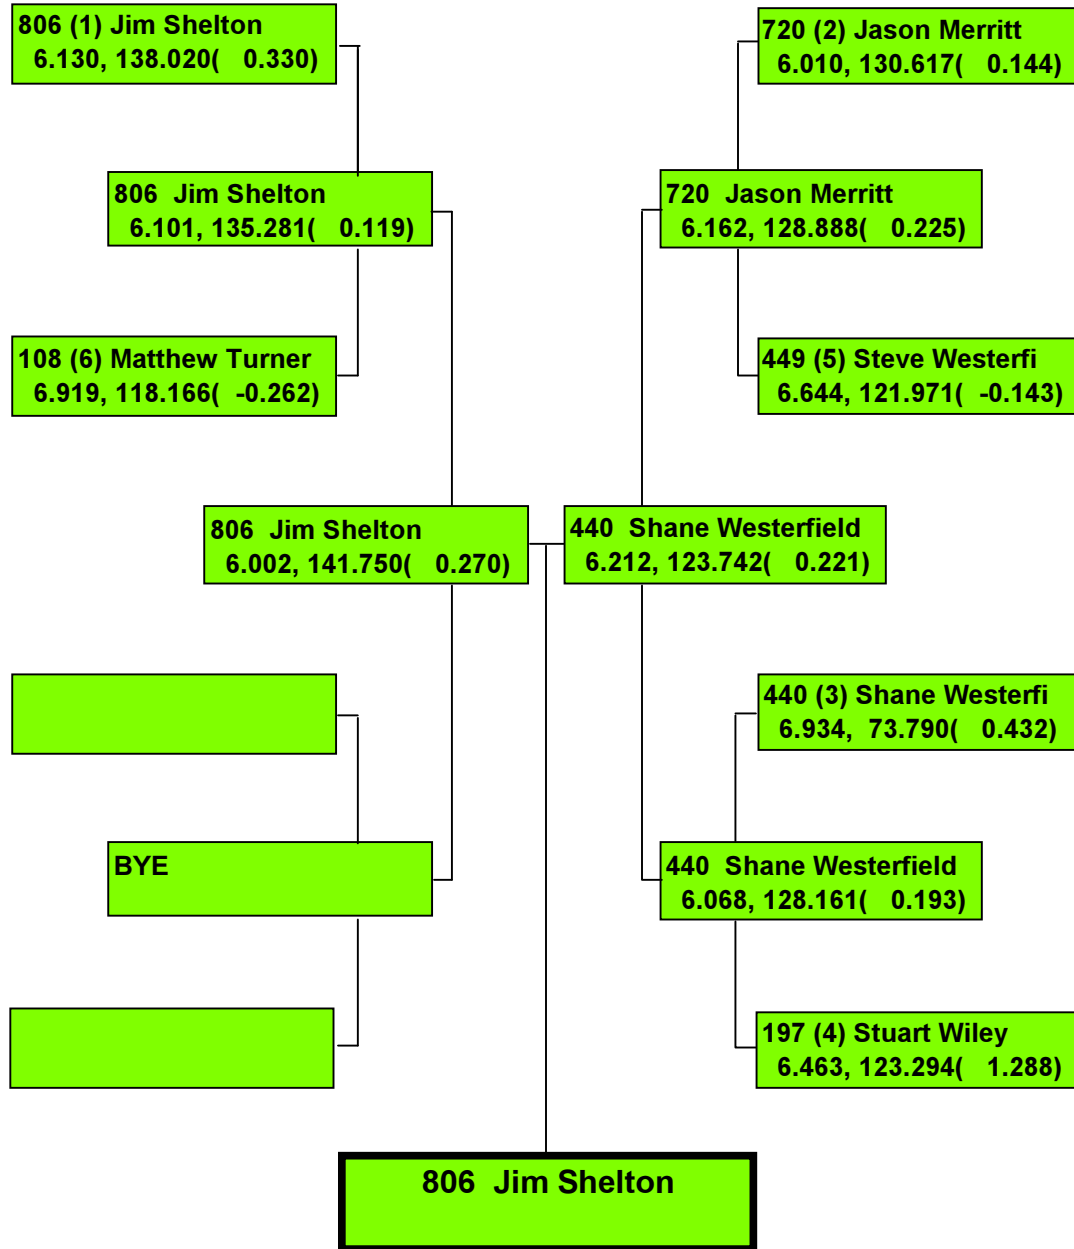 806 (1) Jim Shelton
6.130, 138.020( 0.330)
720 (2) Jason Merritt
6.010, 130.617( 0.144)
806 Jim Shelton
6.101, 135.281( 0.119)
720 Jason Merritt
6.162, 128.888( 0.225)
108 (6) Matthew Turner
6.919, 118.166( -0.262)
449 (5) Steve Westerfi
6.644, 121.971( -0.143)
806 Jim Shelton
6.002, 141.750( 0.270)
440 Shane Westerfield
6.212, 123.742( 0.221)
440 (3) Shane Westerfi
6.934, 73.790( 0.432)
BYE
440 Shane Westerfield
6.068, 128.161( 0.193)
197 (4) Stuart Wiley
6.463, 123.294( 1.288)
806 Jim Shelton